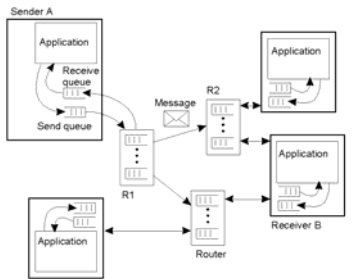 Sender A
Application
Receive
queue
Send queue
Message
R2
Application
R1
Application
Receiver B
Application
Router